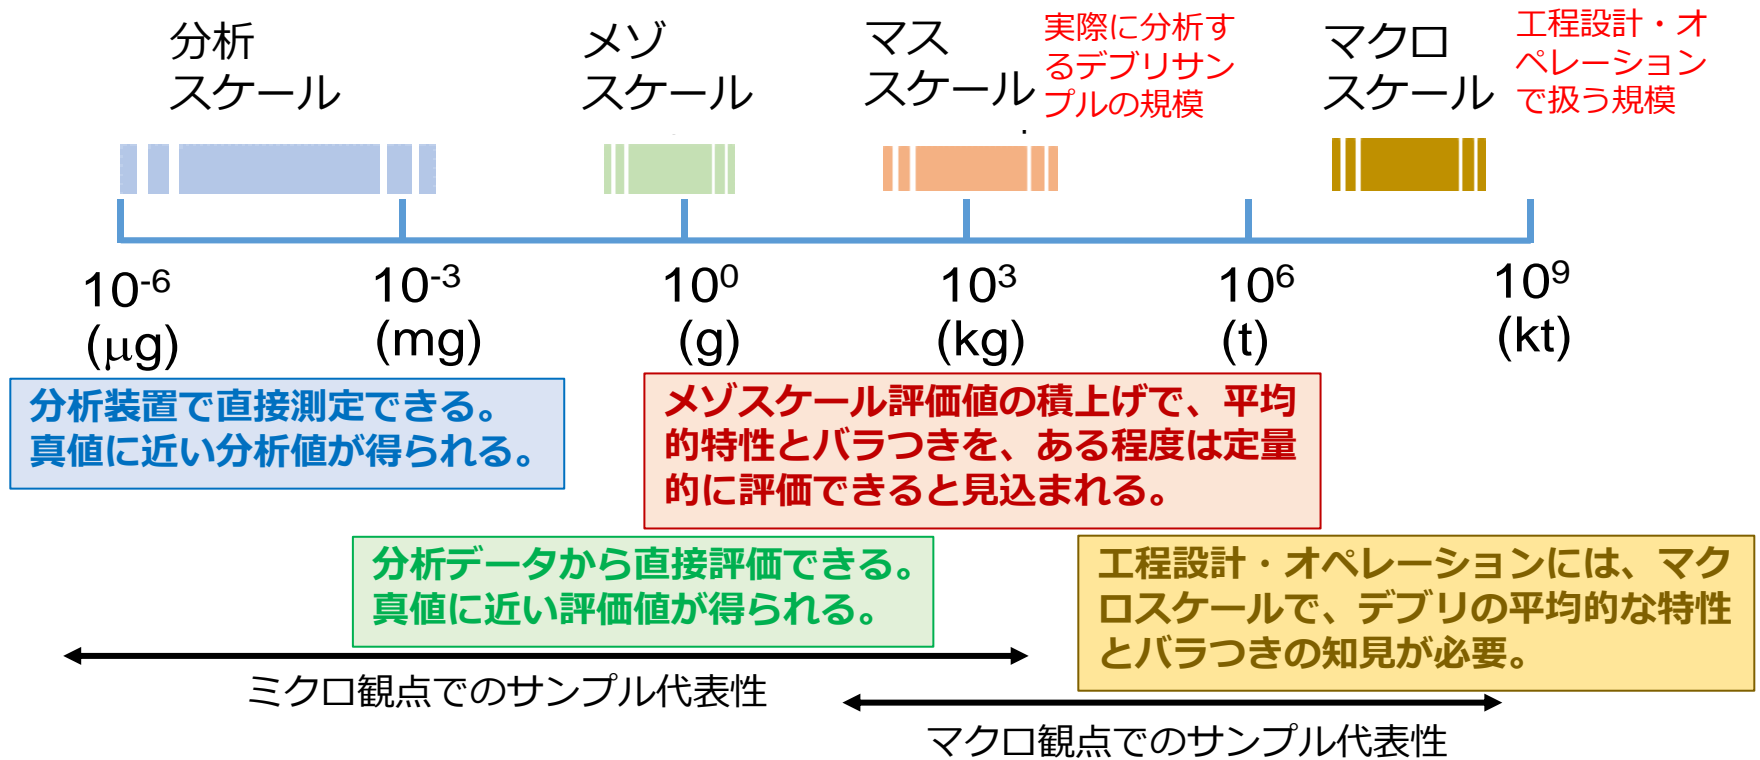 分析
スケール
メゾ
スケール
マス
スケール
実際に分析す
るデブリサン
プルの規模
マクロ
スケール
工程設計・オ
ペレーション
で扱う規模
10⁻⁶
(μg)
10⁻³
(mg)
10⁰
(g)
10³
(kg)
10⁶
(t)
10⁹
(kt)
分析装置で直接測定できる。
真値に近い分析値が得られる。
メゾスケール評価値の積上げで、平均
的特性とバラつきを、ある程度は定量
的に評価できると見込まれる。
分析データから直接評価できる。
真値に近い評価値が得られる。
工程設計・オペレーションには、マク
ロスケールで、デブリの平均的な特性
とバラつきの知見が必要。
ミクロ観点でのサンプル代表性
マクロ観点でのサンプル代表性